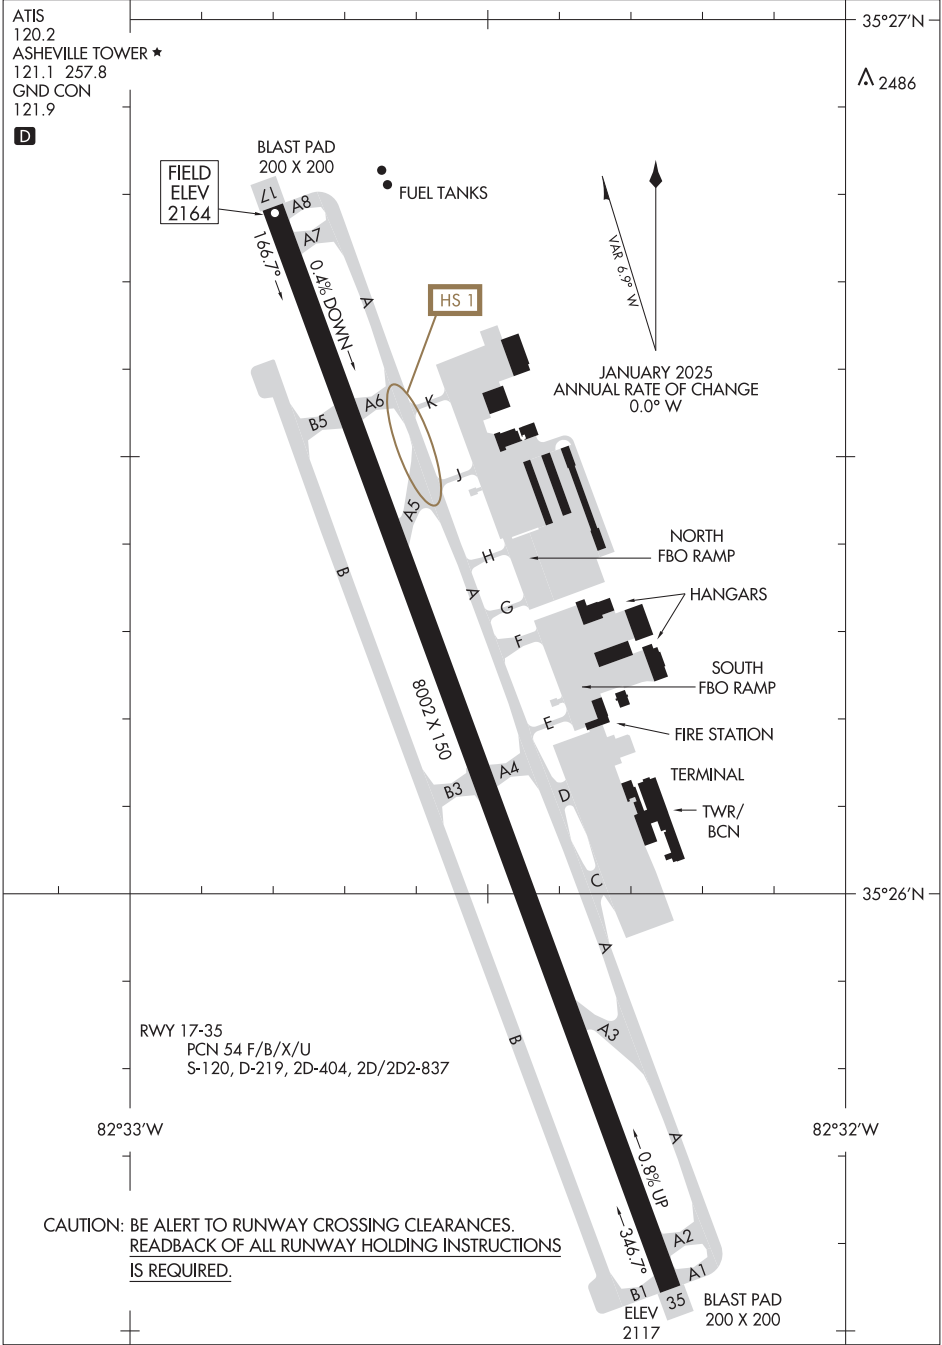 ATIS
120.2
ASHEVILLE TOWER ★
121.1 257.8
GND CON
121.9
D
35°27'N
2486
BLAST PAD
200 X 200
FIELD
ELEV
2164
17
A8
A7
FUEL TANKS
166.7°
0.4% DOWN
A
HS 1
VAR 6.9° W
JANUARY 2025
ANNUAL RATE OF CHANGE
0.0° W
B5
A6
K
J
A5
H
NORTH
FBO RAMP
B
A
G
HANGARS
F
SOUTH
FBO RAMP
8002 X 150
E
FIRE STATION
B3
A4
D
TERMINAL
TWR/
BCN
C
35°26'N
A
RWY 17-35
PCN 54 F/B/X/U
S-120, D-219, 2D-404, 2D/2D2-837
B
A3
82°33'W
82°32'W
A
0.8% UP
CAUTION: BE ALERT TO RUNWAY CROSSING CLEARANCES.
READBACK OF ALL RUNWAY HOLDING INSTRUCTIONS
IS REQUIRED.
346.7°
A2
A1
B1
35
ELEV
2117
BLAST PAD
200 X 200